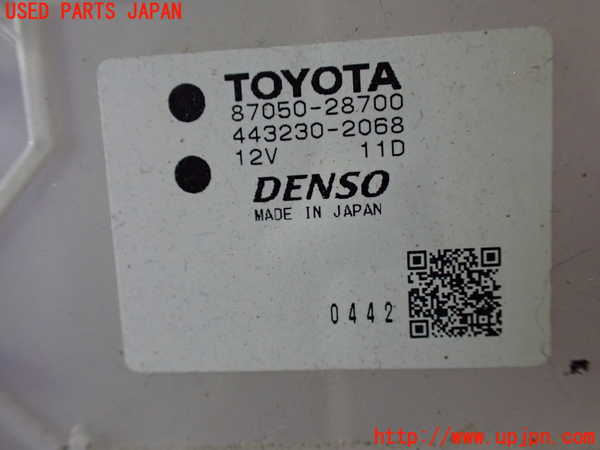 USED PARTS JAPAN
TOYOTA
87050-28700
443230-2068
12V 11D
DENSO
MADE IN JAPAN
0442
http://www.upjpn.com